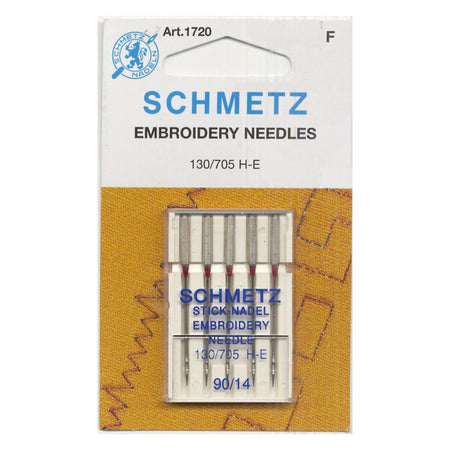 Art.1720
F
SCHMETZ
NADELN
SCHMETZ
EMBROIDERY NEEDLES
130/705 H-E
SCHMETZ
STICK-NADEL
EMBROIDERY
NEEDLE
130/705 H-E
90/14